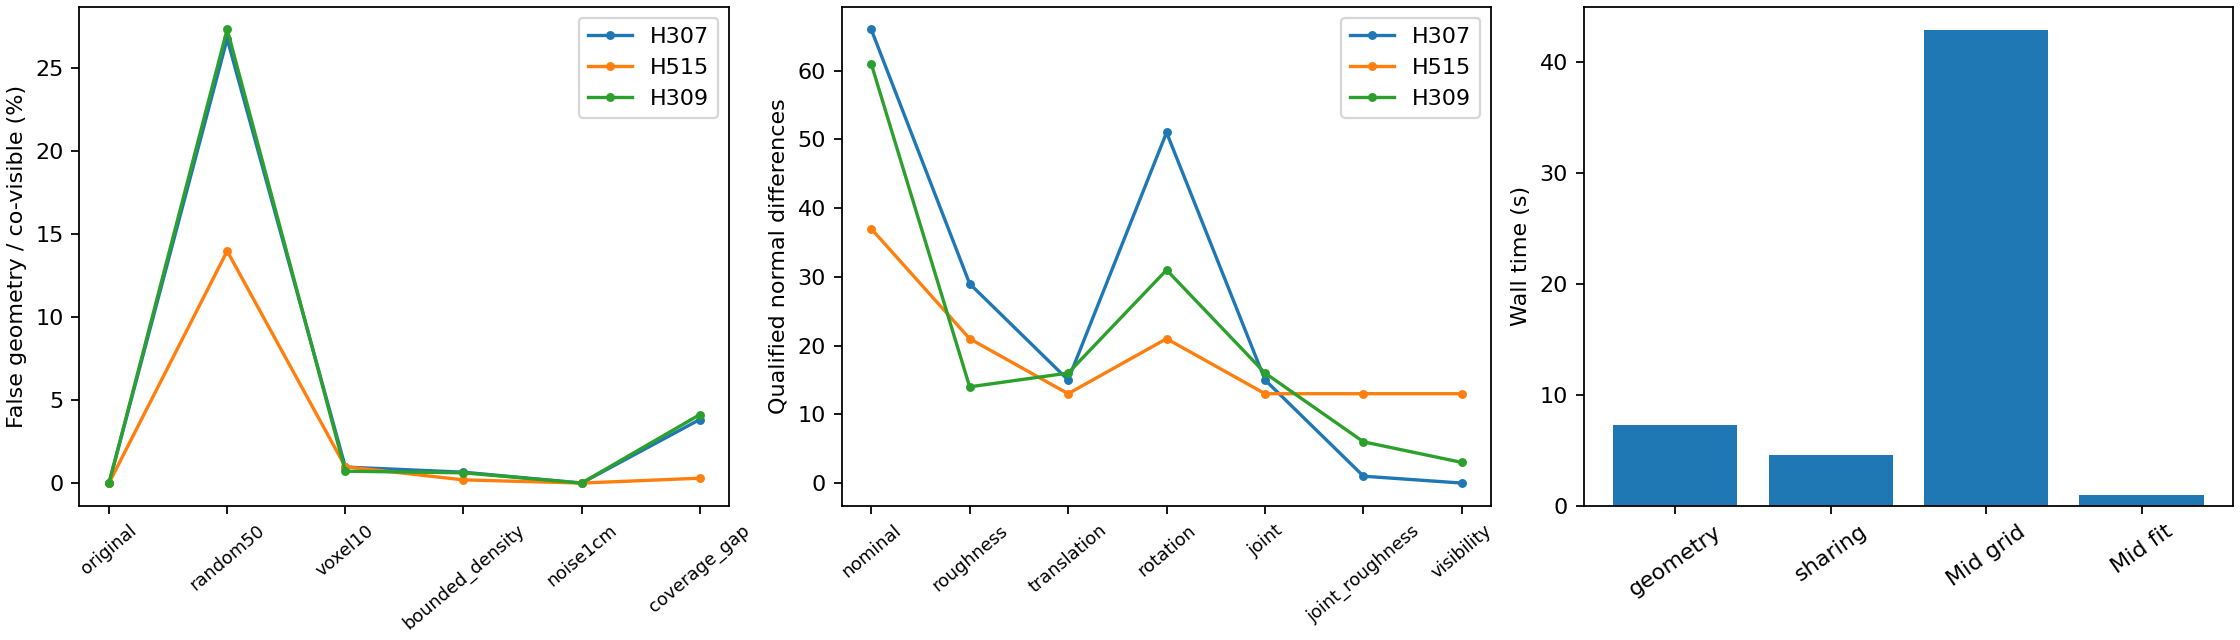 False geometry / co-visible (%)
25
20
15
10
5
0
original
random50
voxel10
bounded_density
noise1cm
coverage_gap
H307
H515
H309
Qualified normal differences
60
50
40
30
20
10
0
nominal
roughness
translation
rotation
joint
joint_roughness
visibility
H307
H515
H309
Wall time (s)
40
30
20
10
0
geometry
sharing
Mid grid
Mid fit